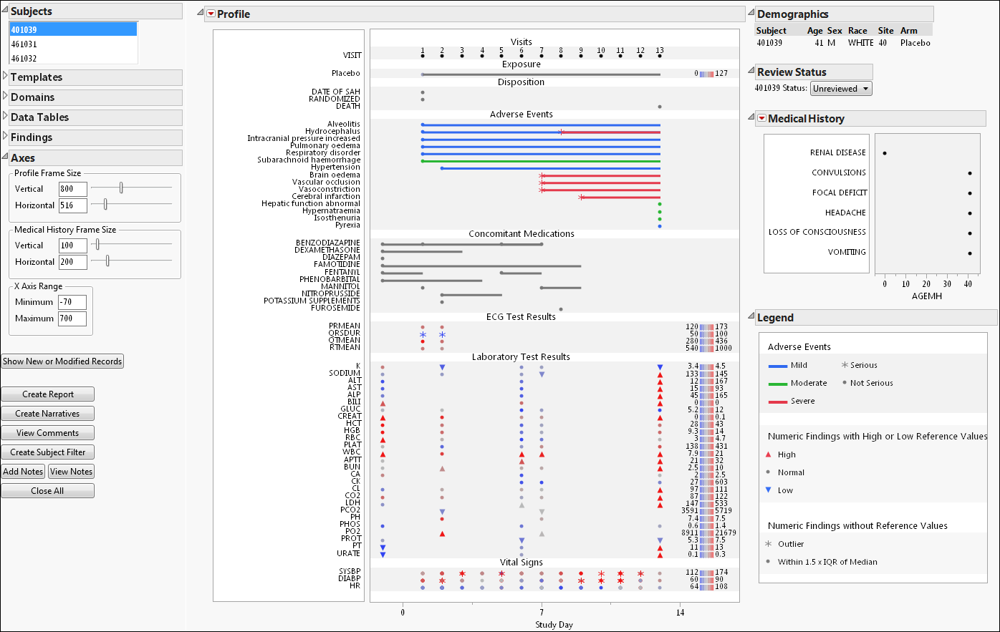 Subjects
401039
461031
461032
Templates
Domains
Data Tables
Findings
Axes
Profile Frame Size
Vertical 800
Horizontal 516
Medical History Frame Size
Vertical 100
Horizontal 200
X Axis Range
Minimum -70
Maximum 700
Show New or Modified Records
Create Report
Create Narratives
View Comments
Create Subject Filter
Add Notes View Notes
Close All
Profile
Visits
1 2 3 4 5 6 7 8 9 10 11 12 13
VISIT
Exposure
Placebo 0 127
Disposition
DATE OF SAH
RANDOMIZED
DEATH
Adverse Events
Alveolitis
Hydrocephalus
Intracranial pressure increased
Pulmonary oedema
Respiratory disorder
Subarachnoid haemorrhage
Hypertension
Brain oedema
Vascular occlusion
Vasoconstriction
Cerebral infarction
Hepatic function abnormal
Hypernatraemia
Isosthenuria
Pyrexia
Concomitant Medications
BENZODIAZAPINE
DEXAMETHASONE
DIAZEPAM
FAMOTIDINE
FENTANYL
PHENOBARBITAL
MANNITOL
NITROPRUSSIDE
POTASSIUM SUPPLEMENTS
FUROSEMIDE
ECG Test Results
PRMEAN 120 173
QRSDUR 50 100
QTMEAN 280 436
RTMEAN 540 1000
Laboratory Test Results
K 3.4 4.5
SODIUM 133 145
ALT 12 167
AST 15 93
ALP 45 165
BILI 0 0
GLUC 5.2 12
CREAT 0 0.1
HCT 28 43
HGB 9.3 14
RBC 3 4.7
PLAT 138 431
WBC 7.9 21
APTT 21 32
BUN 2.5 10
CA 2 2.5
CK 27 603
CL 97 111
CO2 87 122
LDH 147 533
PCO2 3591 5719
PH 7.4 7.5
PHOS 0.6 1.4
PO2 8911 21679
PROT 5.3 7.5
PT 11 13
URATE 0.1 0.3
Vital Signs
SYSBP 112 174
DIABP 60 90
HR 64 108
0 7 14
Study Day
Demographics
Subject Age Sex Race Site Arm
401039 41 M WHITE 40 Placebo
Review Status
401039 Status: Unreviewed
Medical History
RENAL DISEASE
CONVULSIONS
FOCAL DEFICIT
HEADACHE
LOSS OF CONSCIOUSNESS
VOMITING
0 10 20 30 40
AGEMH
Legend
Adverse Events
Mild Serious
Moderate Not Serious
Severe
Numeric Findings with High or Low Reference Values
High
Normal
Low
Numeric Findings without Reference Values
Outlier
Within 1.5 x IQR of Median